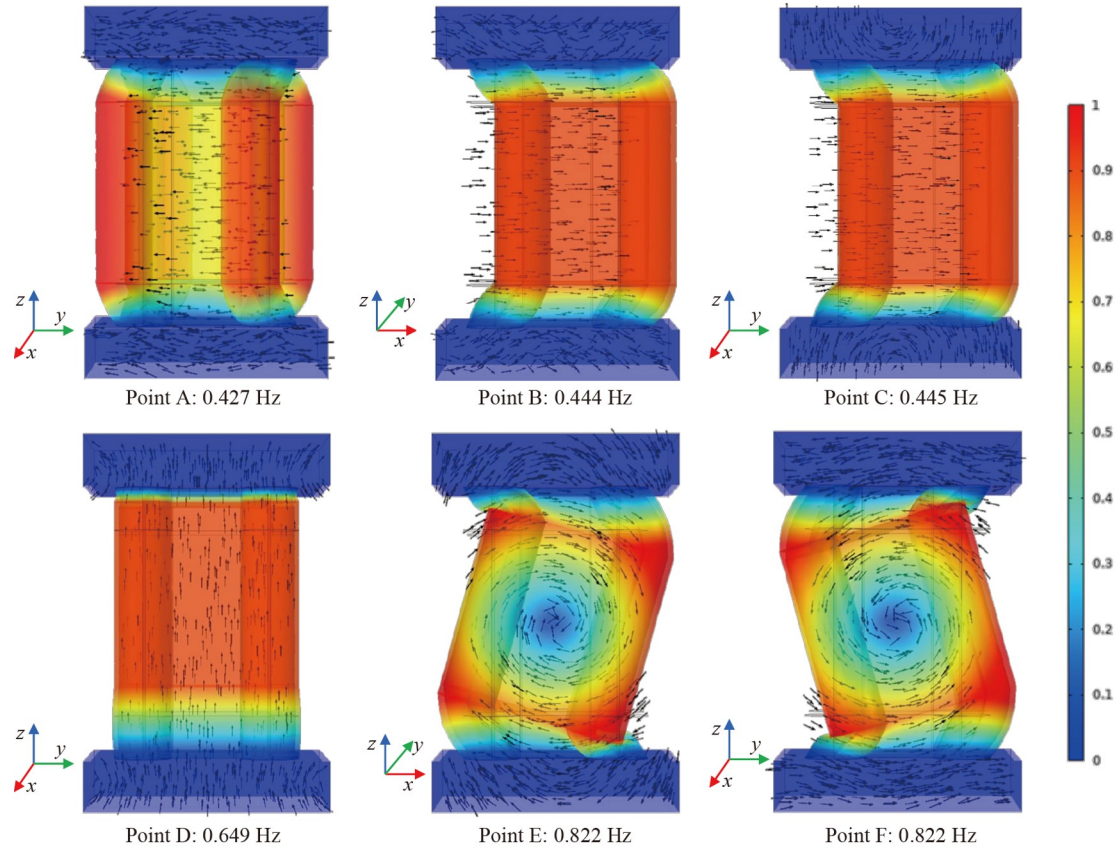 z
y
x
Point A: 0.427 Hz
z
y
x
Point B: 0.444 Hz
z
y
x
Point C: 0.445 Hz
z
y
x
Point D: 0.649 Hz
z
y
x
Point E: 0.822 Hz
z
y
x
Point F: 0.822 Hz
1
0.9
0.8
0.7
0.6
0.5
0.4
0.3
0.2
0.1
0